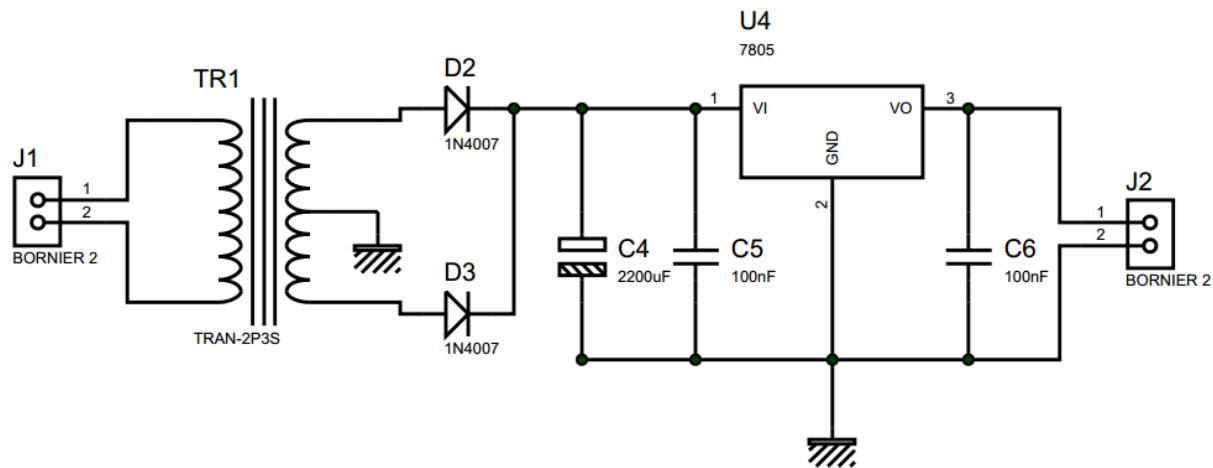 U4
7805
TR1
D2
1 VI VO 3
1N4007
GND
J1
1
2
BORNIER 2
2
J2
1
2
BORNIER 2
C4
2200uF
C5
100nF
C6
100nF
D3
TRAN-2P3S
1N4007